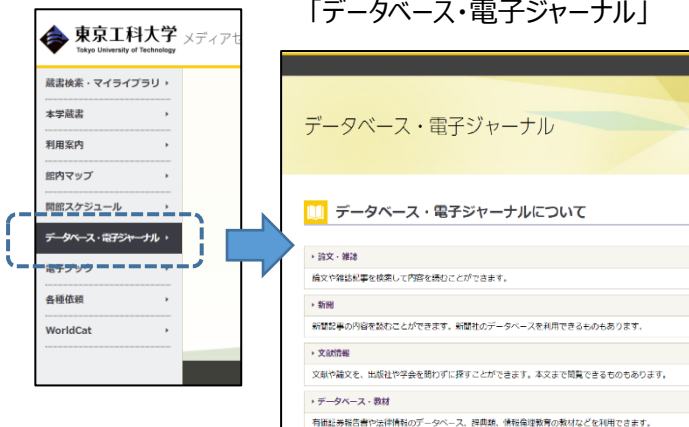 「データベース・電子ジャーナル」
東京工科大学 メディアセ
Tokyo University of Technology
蔵書検索・マイライブラリ
本学蔵書
利用案内
館内マップ
開館スケジュール
データベース・電子ジャーナル
電子ブック
各種依頼
WorldCat
データベース・電子ジャーナル
データベース・電子ジャーナルについて
論文・雑誌
論文や雑誌記事を検索して内容を読むことができます。
新聞
新聞記事の内容を読むことができます。新聞社のデータベースを利用できるものもあります。
文献情報
文献や論文を、出版社や学会を問わずに探すことができます。本文まで閲覧できるものもあります。
データベース・教材
有価証券報告書や法律情報のデータベース、辞典類、情報倫理教育の教材などを利用できます。